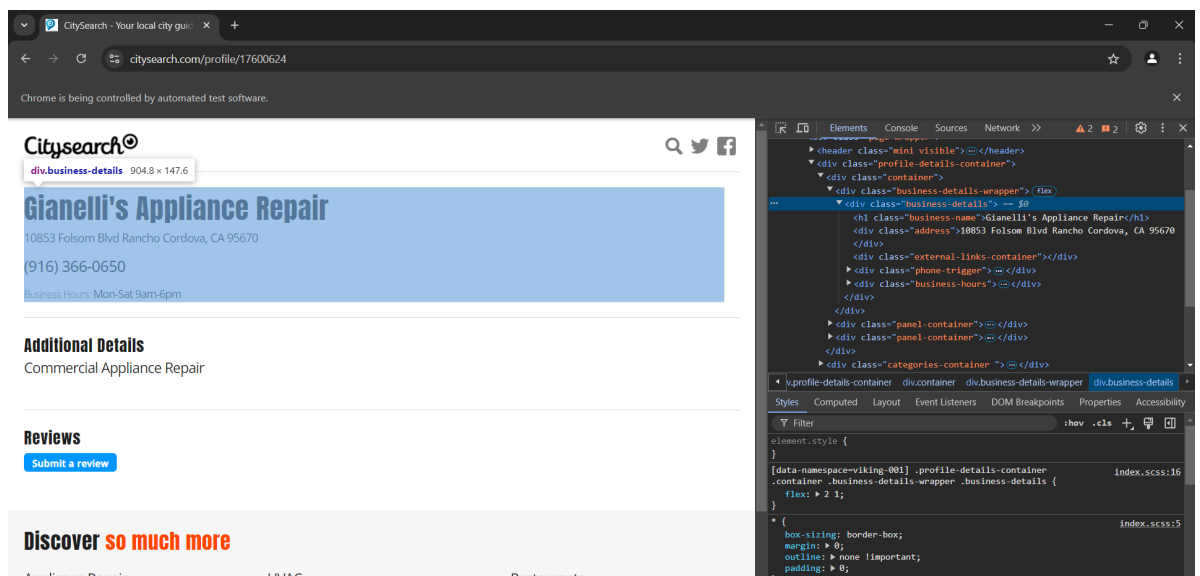 CitySearch - Your local city guid
citysearch.com/profile/17600624
Chrome is being controlled by automated test software.
Citysearch
div.business-details 904.8 × 147.6
Gianelli's Appliance Repair
10853 Folsom Blvd Rancho Cordova, CA 95670
(916) 366-0650
Business Hours: Mon-Sat 9am-6pm
Additional Details
Commercial Appliance Repair
Reviews
Submit a review
Discover so much more
Appliance Repair HVAC Restaurants
Elements Console Sources Network 2 2
<header class="mini visible"></header>
<div class="profile-details-container">
<div class="container">
<div class="business-details-wrapper"> flex
<div class="business-details"> == $0
<h1 class="business-name">Gianelli's Appliance Repair</h1>
<div class="address">10853 Folsom Blvd Rancho Cordova, CA 95670
</div>
<div class="external-links-container"></div>
<div class="phone-trigger"></div>
<div class="business-hours"></div>
</div>
</div>
<div class="panel-container"></div>
<div class="panel-container"></div>
</div>
<div class="categories-container "></div>
v.profile-details-container div.container div.business-details-wrapper div.business-details
Styles Computed Layout Event Listeners DOM Breakpoints Properties Accessibility
Filter :hov .cls
element.style {
}
[data-namespace=viking-001] .profile-details-container index.scss:16
.container .business-details-wrapper .business-details {
flex: 2 1;
}
* { index.scss:5
box-sizing: border-box;
margin: 0;
outline: none !important;
padding: 0;